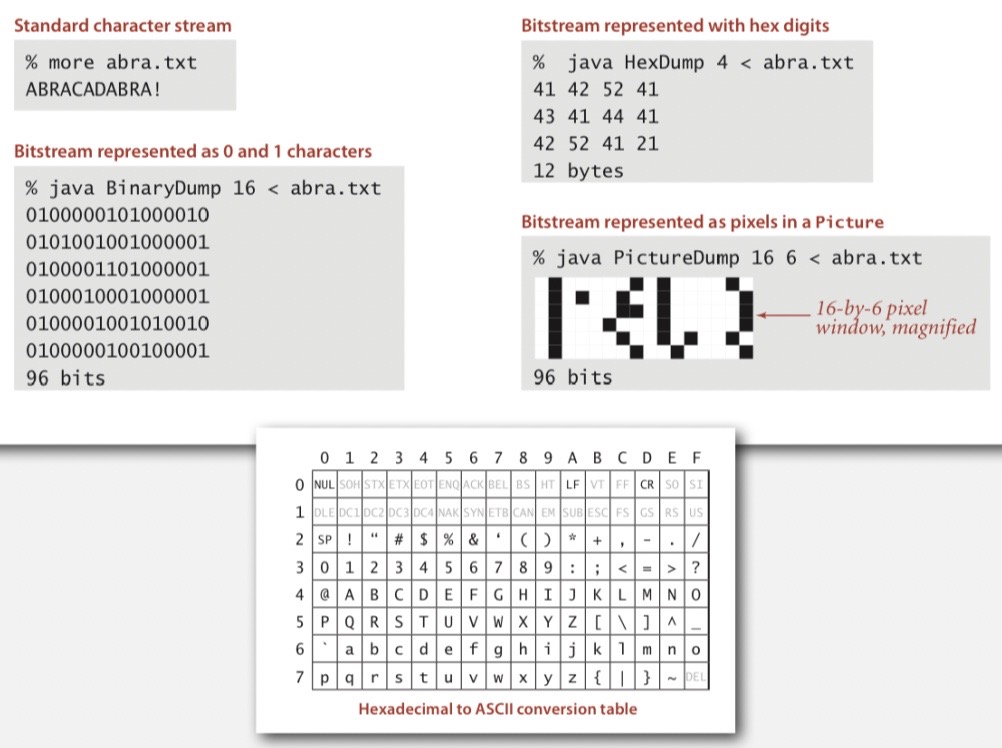 Standard character stream
% more abra.txt
ABRACADABRA!
Bitstream represented as 0 and 1 characters
% java BinaryDump 16 < abra.txt
0100000101000010
0101001001000001
0100001101000001
0100010001000001
0100001001010010
0100000100100001
96 bits
Bitstream represented with hex digits
% java HexDump 4 < abra.txt
41 42 52 41
43 41 44 41
42 52 41 21
12 bytes
Bitstream represented as pixels in a Picture
% java PictureDump 16 6 < abra.txt
16-by-6 pixel
window, magnified
96 bits
0 1 2 3 4 5 6 7 8 9 A B C D E F
0 NUL SOH STX ETX EOT ENQ ACK BEL BS HT LF VT FF CR SO SI
1 DLE DC1 DC2 DC3 DC4 NAK SYN ETB CAN EM SUB ESC FS GS RS US
2 SP ! “ # $ % & ‘ ( ) * + , - . /
3 0 1 2 3 4 5 6 7 8 9 : ; < = > ?
4 @ A B C D E F G H I J K L M N O
5 P Q R S T U V W X Y Z [ \ ] ^ _
6 ` a b c d e f g h i j k l m n o
7 p q r s t u v w x y z { | } ~ DEL
Hexadecimal to ASCII conversion table